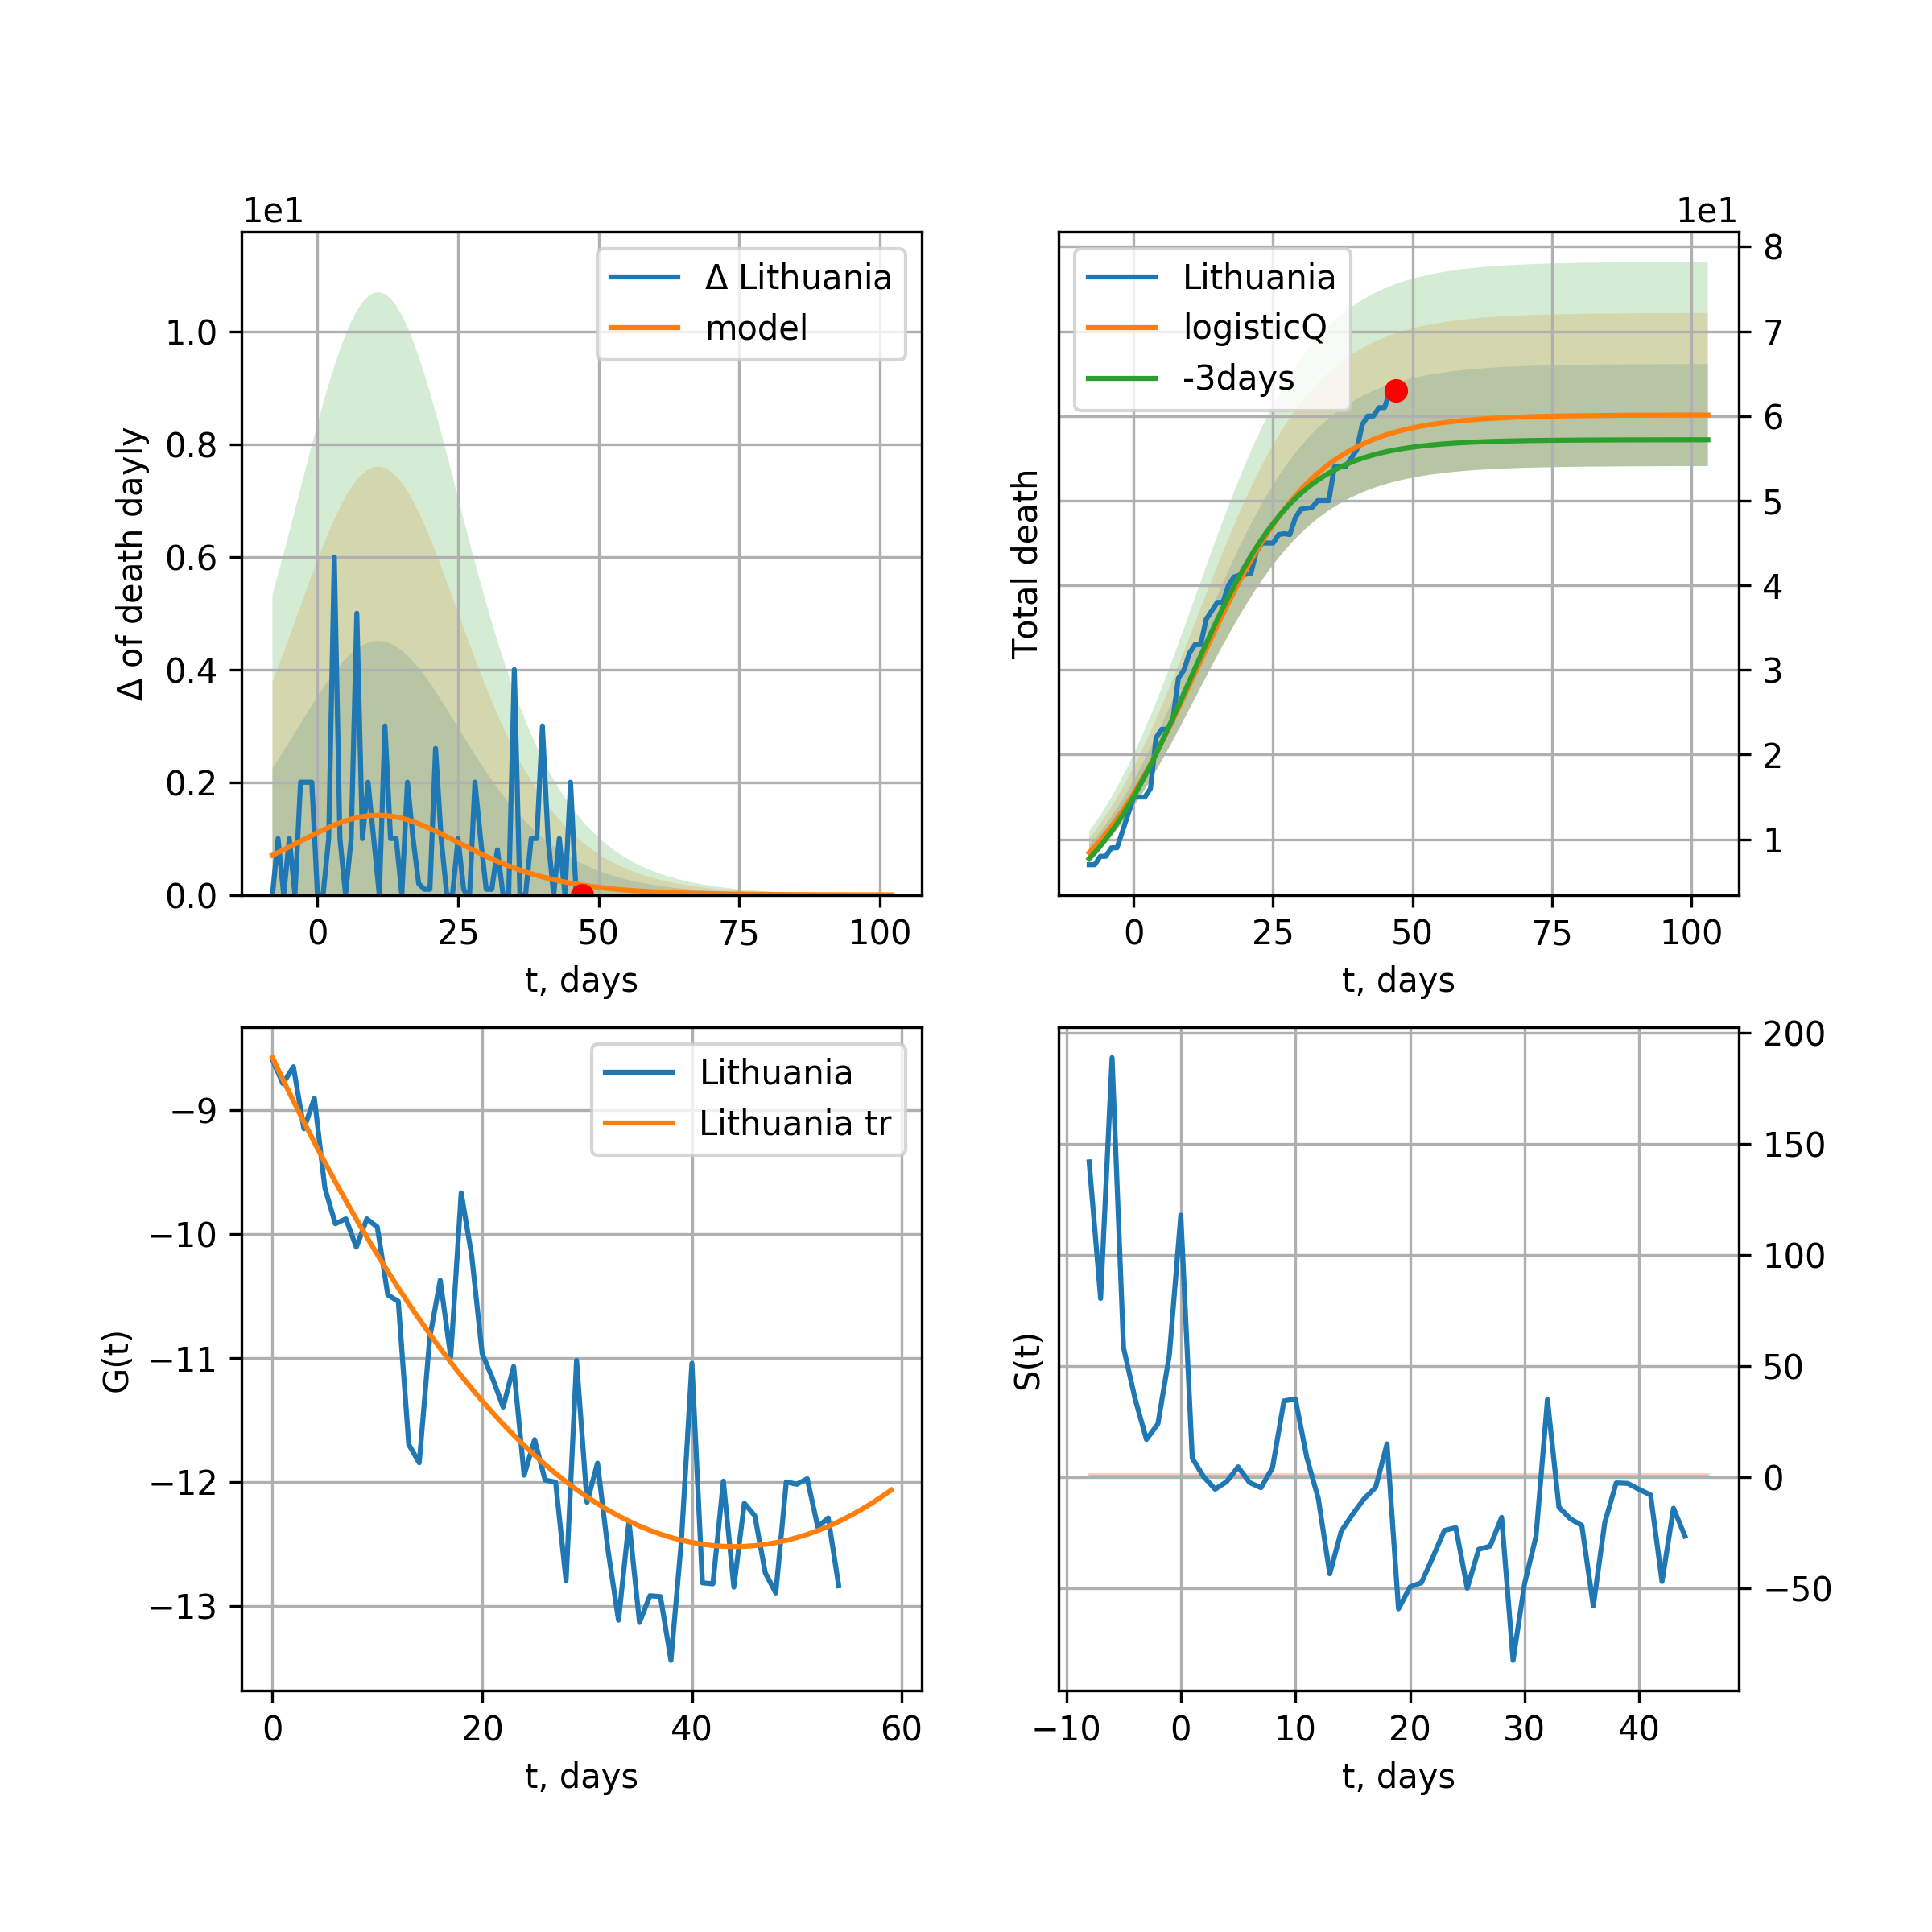 1e1
Δ Lithuania
model
1.0
0.8
0.6
0.4
0.2
0.0
Δ of death dayly
0 25 50 75 100
t, days
1e1
Lithuania
logisticQ
-3days
8
7
6
5
4
3
2
1
Total death
0 25 50 75 100
t, days
Lithuania
Lithuania tr
−9
−10
−11
−12
−13
G(t)
0 20 40 60
t, days
200
150
100
50
0
−50
S(t)
−10 0 10 20 30 40
t, days